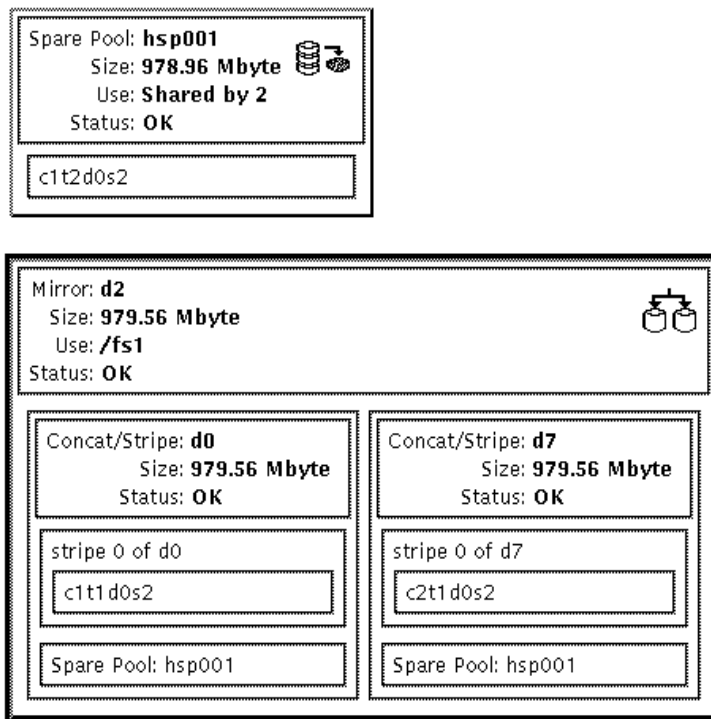 Spare Pool: hsp001
Size: 978.96 Mbyte
Use: Shared by 2
Status: OK
c1t2d0s2
Mirror: d2
Size: 979.56 Mbyte
Use: /fs1
Status: OK
Concat/Stripe: d0
Size: 979.56 Mbyte
Status: OK
stripe 0 of d0
c1t1d0s2
Spare Pool: hsp001
Concat/Stripe: d7
Size: 979.56 Mbyte
Status: OK
stripe 0 of d7
c2t1d0s2
Spare Pool: hsp001